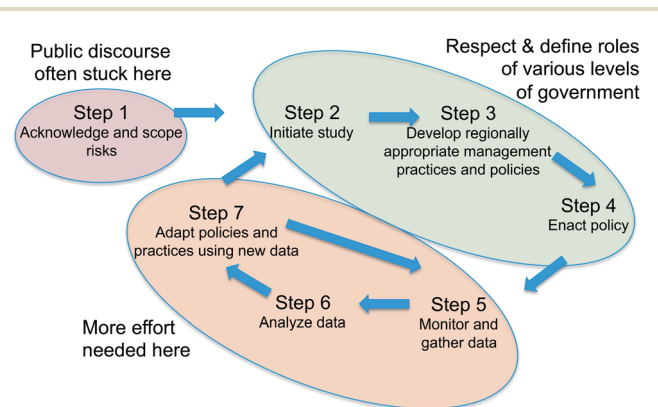 Public discourse
often stuck here
Respect & define roles
of various levels
of government
Step 1
Acknowledge and scope
risks
Step 2
Initiate study
Step 3
Develop regionally
appropriate management
practices and policies
Step 4
Enact policy
Step 7
Adapt policies and
practices using new data
Step 6
Analyze data
Step 5
Monitor and
gather data
More effort
needed here